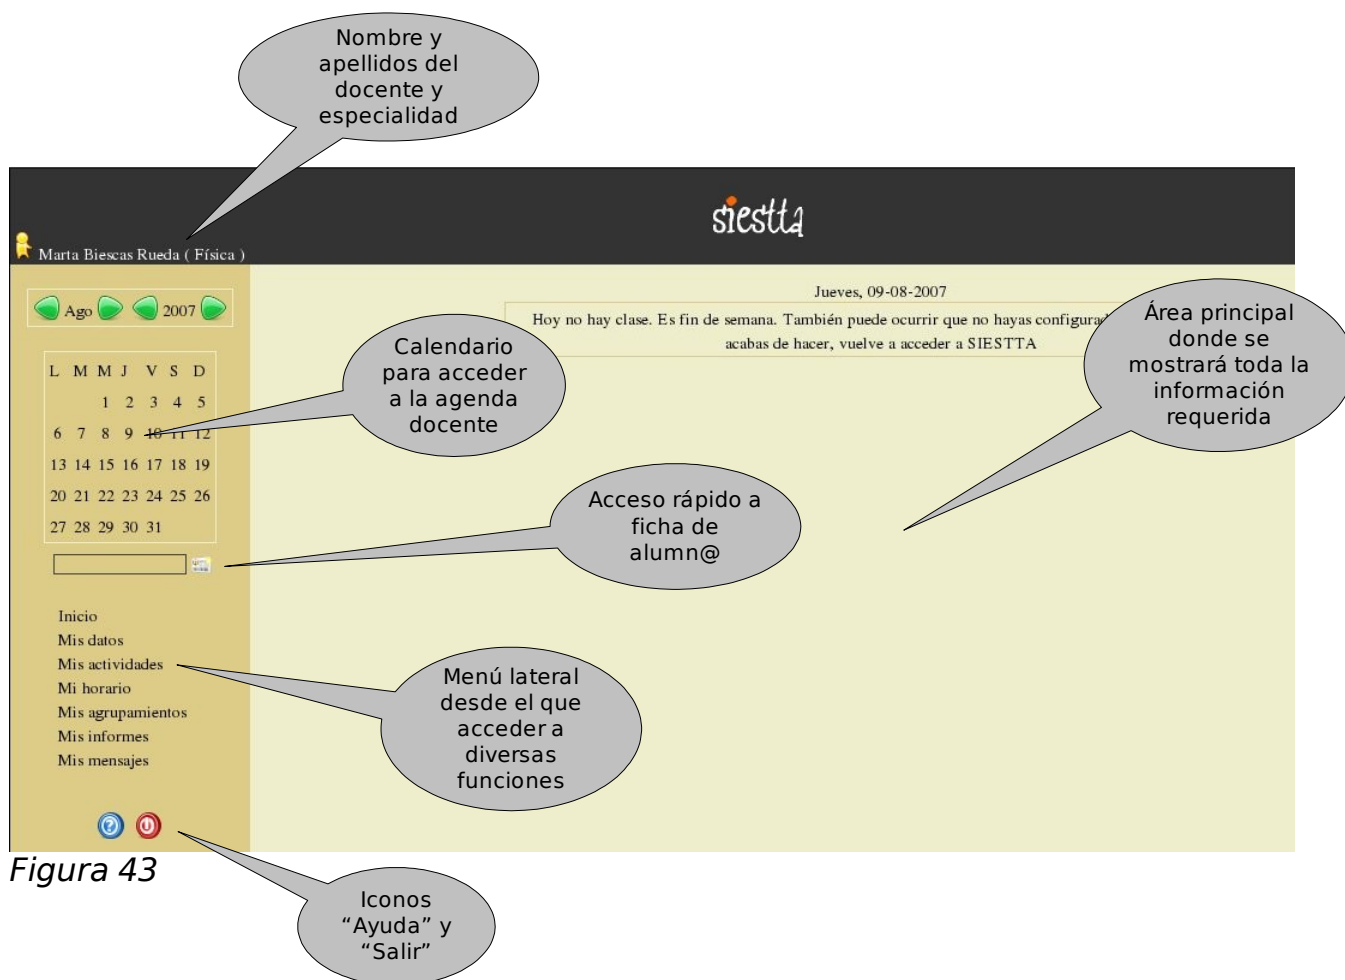 Nombre y
apellidos del
docente y
especialidad
siestta
Marta Biescas Rueda ( Física )
Ago 2007
L M M J V S D
1 2 3 4 5
6 7 8 9 10 11 12
13 14 15 16 17 18 19
20 21 22 23 24 25 26
27 28 29 30 31
Jueves, 09-08-2007
Hoy no hay clase. Es fin de semana. También puede ocurrir que no hayas
acabas de hacer, vuelve a acceder a SIESTTA
Área principal
donde se
mostrará toda la
información
requerida
Calendario
para acceder
a la agenda
docente
Acceso rápido a
ficha de
alumn@
Inicio
Mis datos
Mis actividades
Mi horario
Mis agrupamientos
Mis informes
Mis mensajes
Menú lateral
desde el que
acceder a
diversas
funciones
Figura 43
Iconos
“Ayuda” y
“Salir”